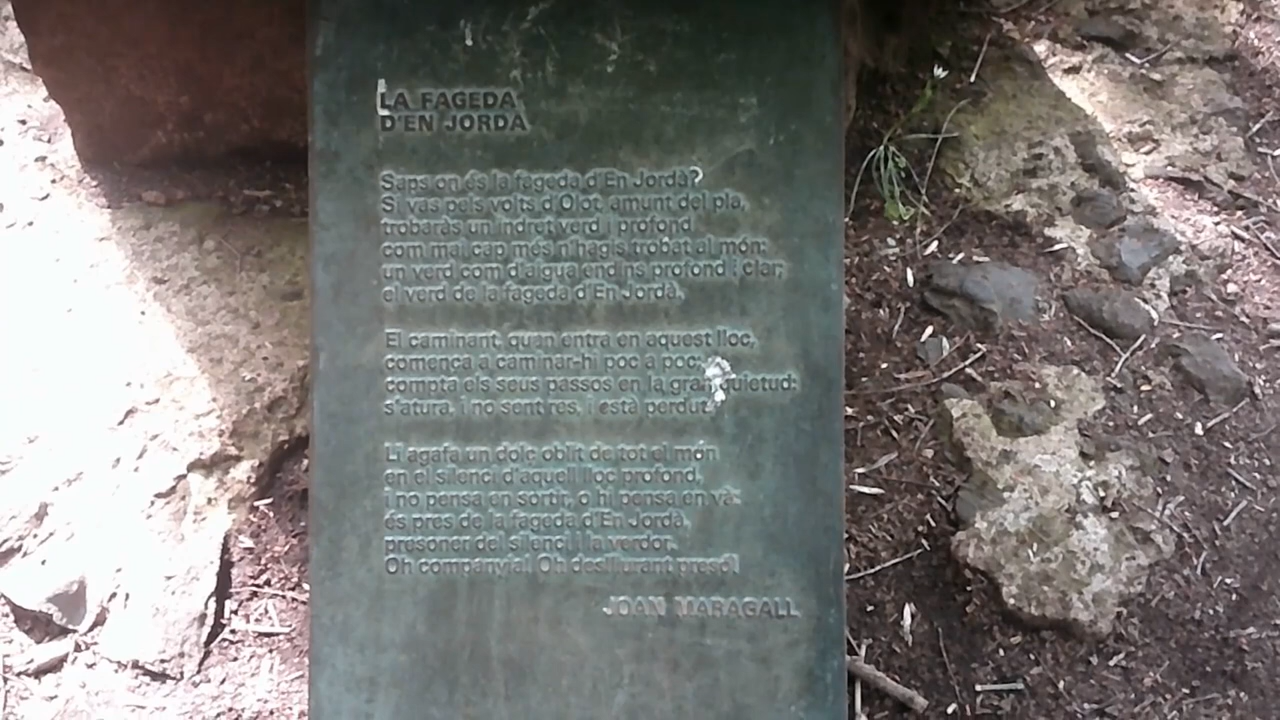 LA FAGEDA
D'EN JORDA
Saps on és la fageda d'En Jordà?
Si vas pels volts d'Olot, amunt del pla,
trobaràs un indret verd i profond
com mai cap més n'hagis trobat al món:
un verd com d'aigua endins profond i clar;
el verd de la fageda d'En Jordà.
El caminant, quan entra en aquest lloc,
comença a caminar-hi poc a poc;
compta els seus passos en la gran quietud:
s'atura, i no sent res, i està perdut.
Li agafa un dolç oblit de tot el món
en el silenci d'aquell lloc profond,
i no pensa en sortir, o hi pensa en va:
és pres de la fageda d'En Jordà,
presoner del silenci i la verdor.
Oh companyia! Oh deslliurant presó!
JOAN MARAGALL